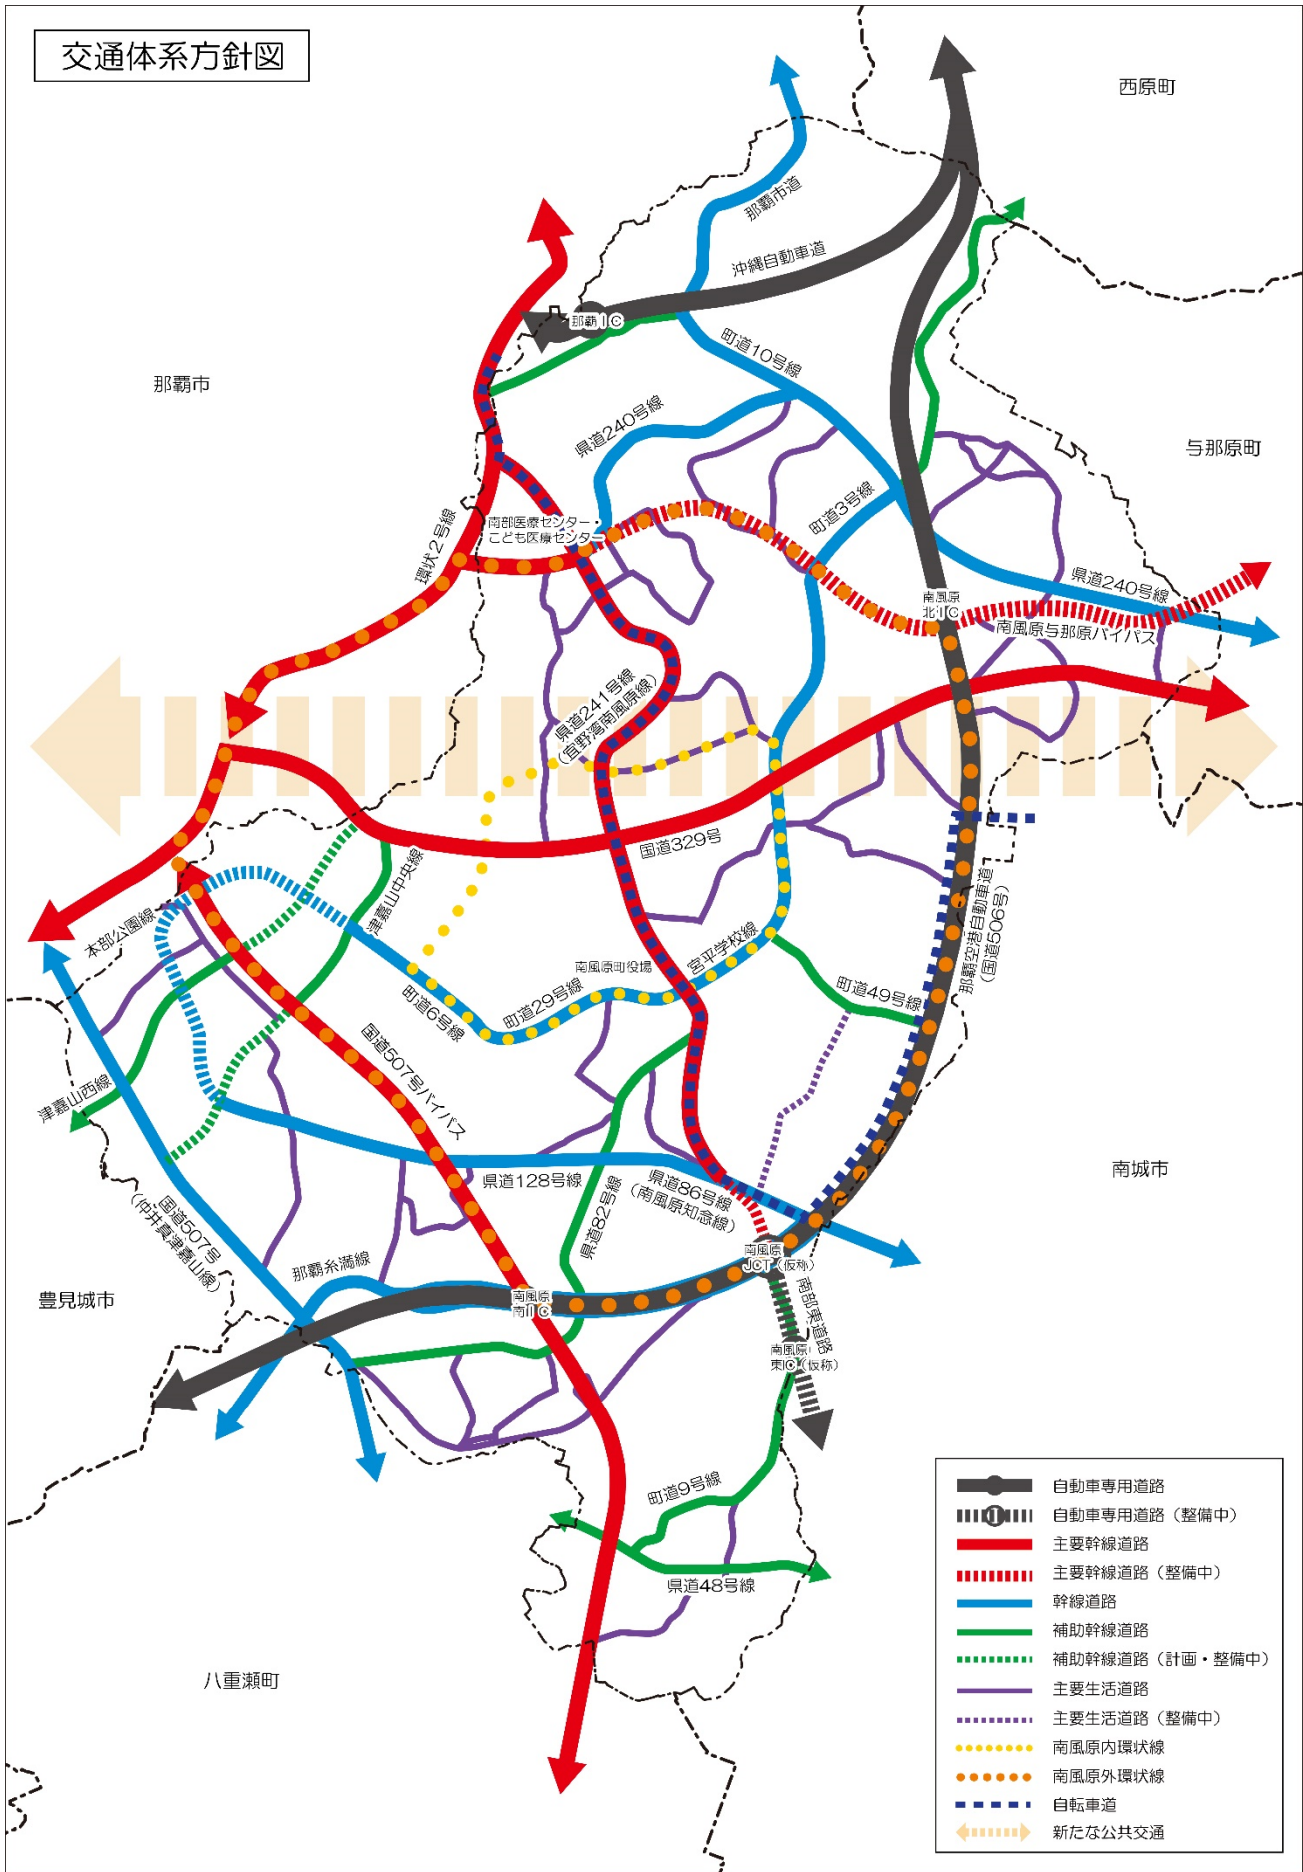 交通体系方針図
西原町
那覇市道
沖縄自動車道
那覇IC
町道10号線
那覇市
県道240号線
与那原町
町道3号線
環状2号線
南部医療センター・
こども医療センター
南風原
北IC
県道240号線
南風原与那原バイパス
県道241号線
（宜野湾南風原線）
国道329号
津嘉山中央線
本部公園線
那覇空港自動車道
（国道506号）
宮平学校線
南風原町役場
町道6号線
町道29号線
町道49号線
国道507号バイパス
津嘉山西線
県道128号線
県道86号線
（南風原知念線）
県道82号線
南城市
国道507号
（仲井真津嘉山線）
那覇糸満線
南風原
JCT（仮称）
南部東道路
豊見城市
南風原
南IC
南風原
東IC（仮称）
町道9号線
県道48号線
八重瀬町
自動車専用道路
自動車専用道路（整備中）
主要幹線道路
主要幹線道路（整備中）
幹線道路
補助幹線道路
補助幹線道路（計画・整備中）
主要生活道路
主要生活道路（整備中）
南風原内環状線
南風原外環状線
自転車道
新たな公共交通